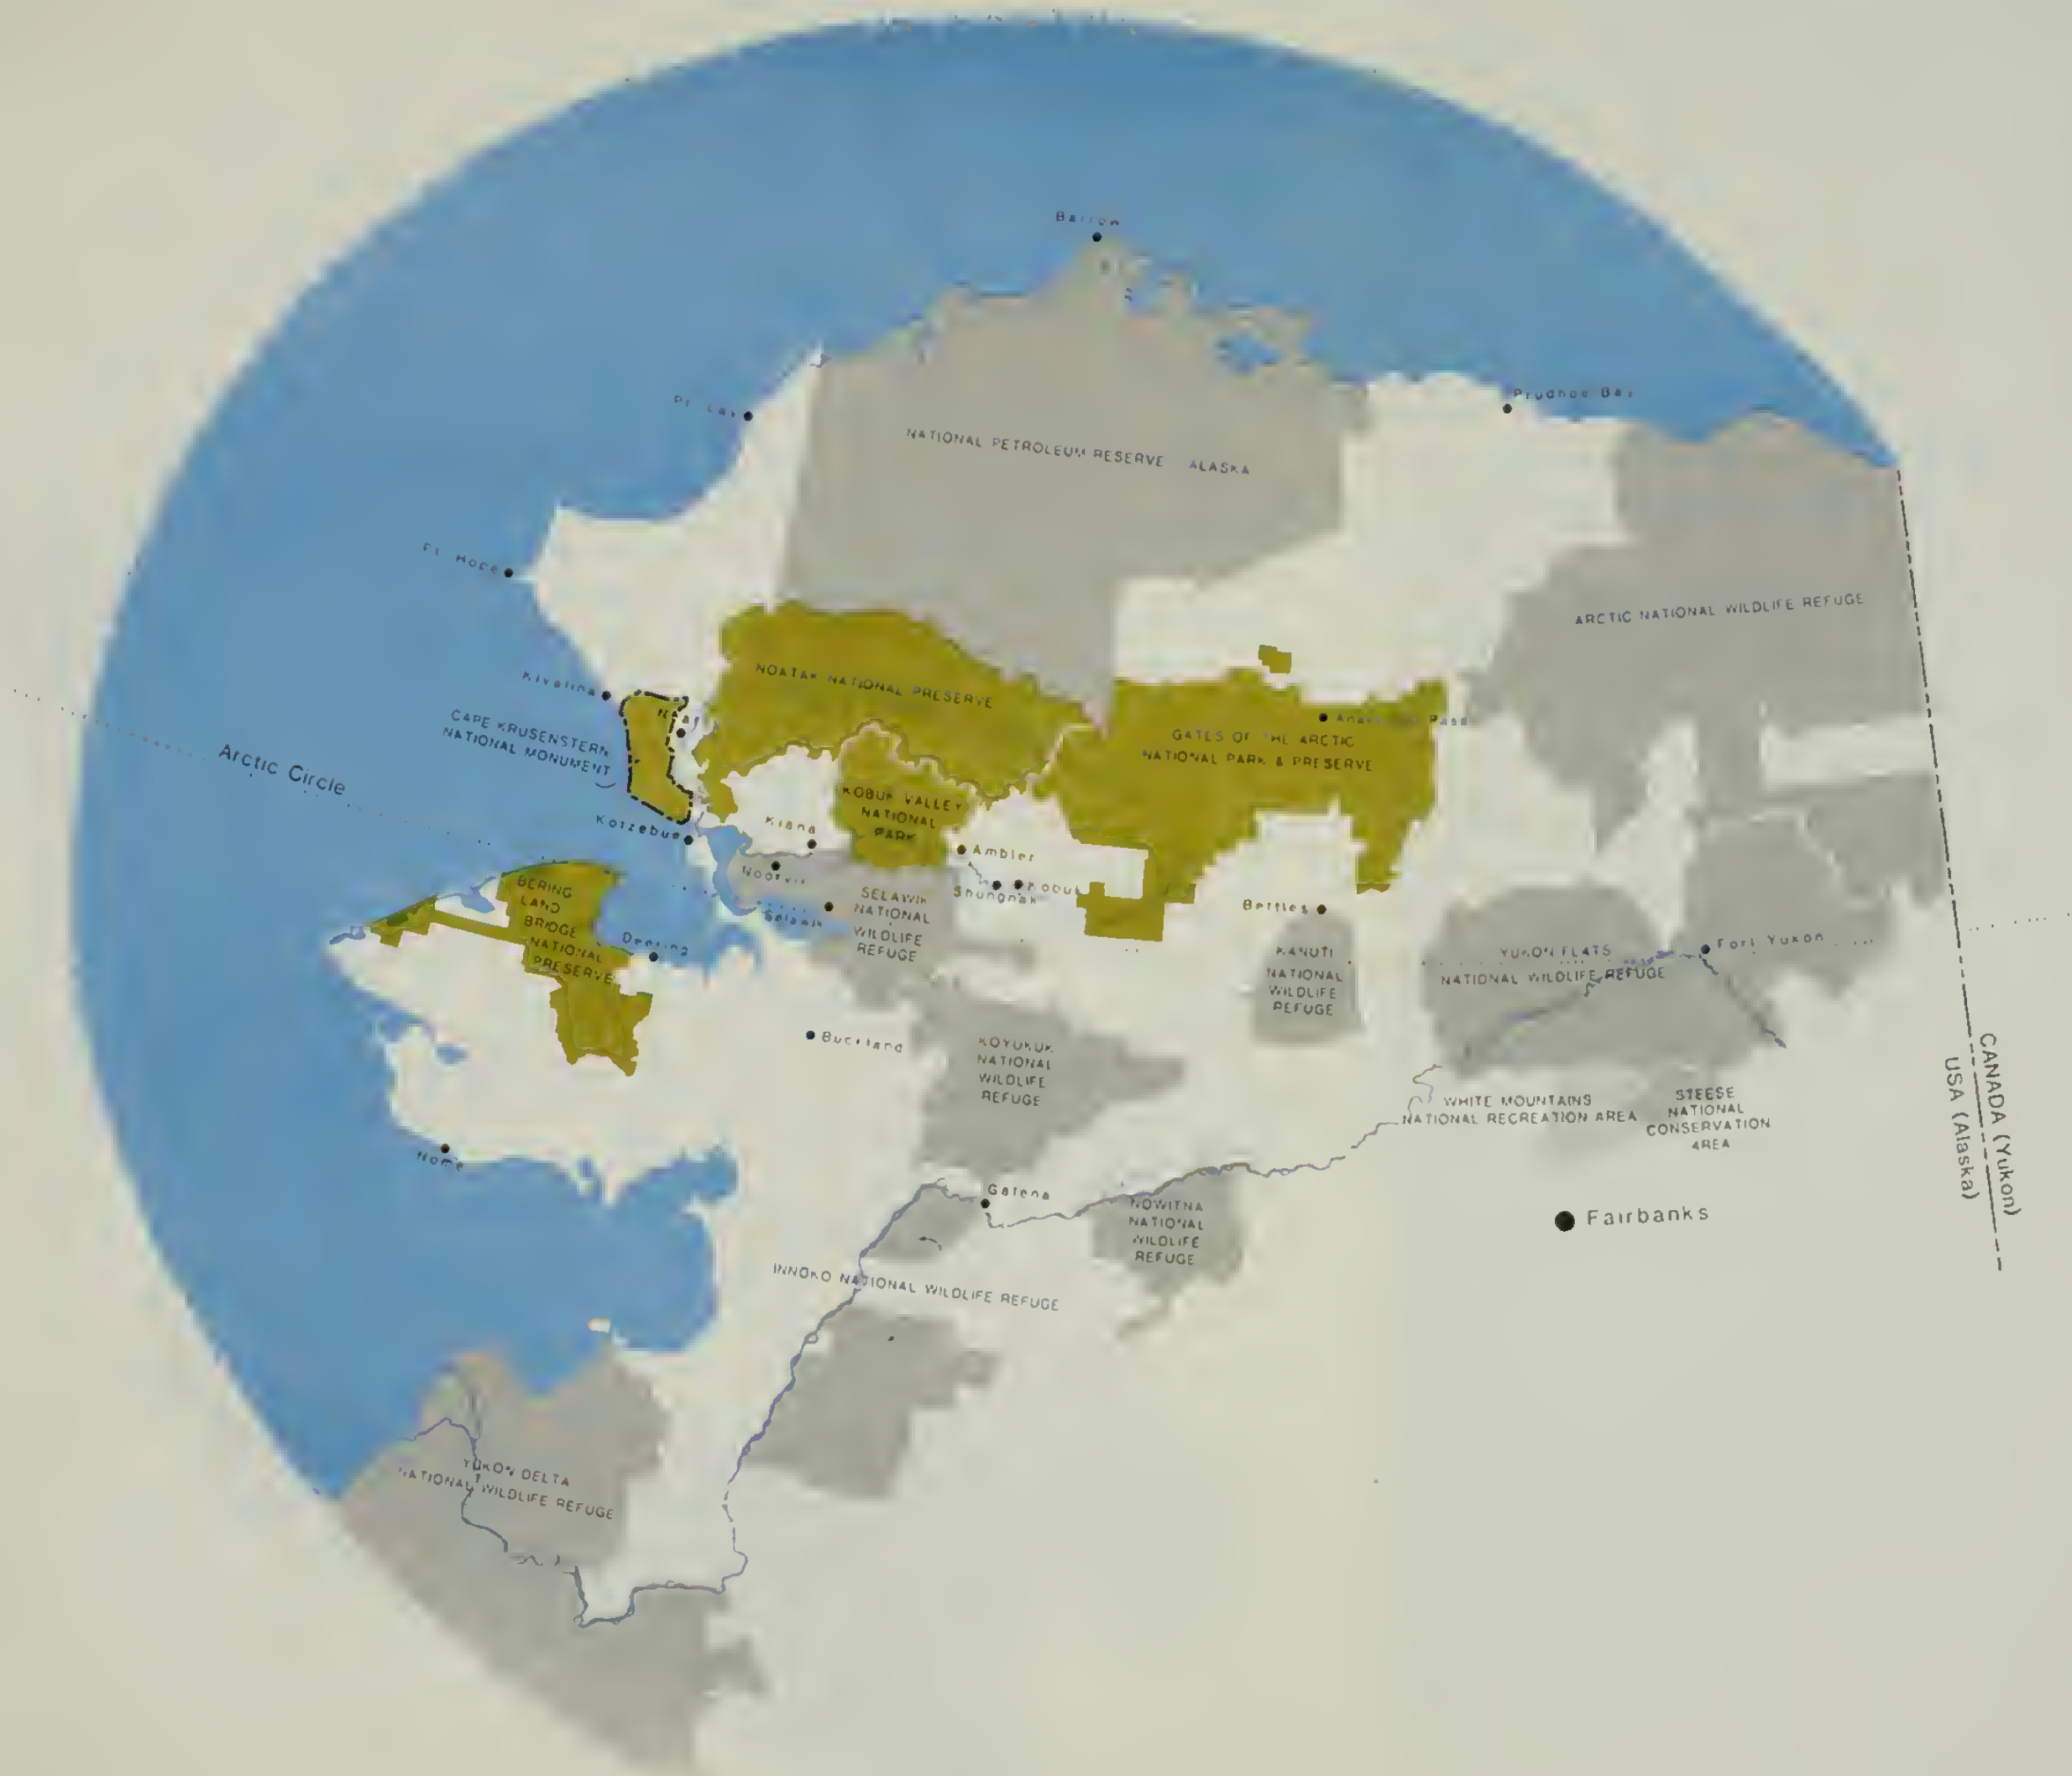 Barrow
Prudhoe Bay
Pt. Lay
NATIONAL PETROLEUM RESERVE ALASKA
Pt. Hope
ARCTIC NATIONAL WILDLIFE REFUGE
Kivalina
NOATAK NATIONAL PRESERVE
CAPE KRUSENSTERN
NATIONAL MONUMENT
Anaktuvuk Pass
GATES OF THE ARCTIC
NATIONAL PARK & PRESERVE
Arctic Circle
KOBUK VALLEY
NATIONAL
PARK
Kotzebue
Kiana
Ambler
Noorvik
Shungnak
Kobuk
Selawik
SELAWIK
NATIONAL
WILDLIFE
REFUGE
BERING
LAND
BRIDGE
NATIONAL
PRESERVE
Deering
Bettles
KANUTI
NATIONAL
WILDLIFE
REFUGE
YUKON FLATS
NATIONAL WILDLIFE REFUGE
Fort Yukon
Buckland
KOYUKUK
NATIONAL
WILDLIFE
REFUGE
WHITE MOUNTAINS
NATIONAL RECREATION AREA
STEESE
NATIONAL
CONSERVATION
AREA
CANADA (Yukon)
USA (Alaska)
Nome
Galena
NOWITNA
NATIONAL
WILDLIFE
REFUGE
Fairbanks
INNOKO NATIONAL WILDLIFE REFUGE
YUKON DELTA
NATIONAL WILDLIFE REFUGE